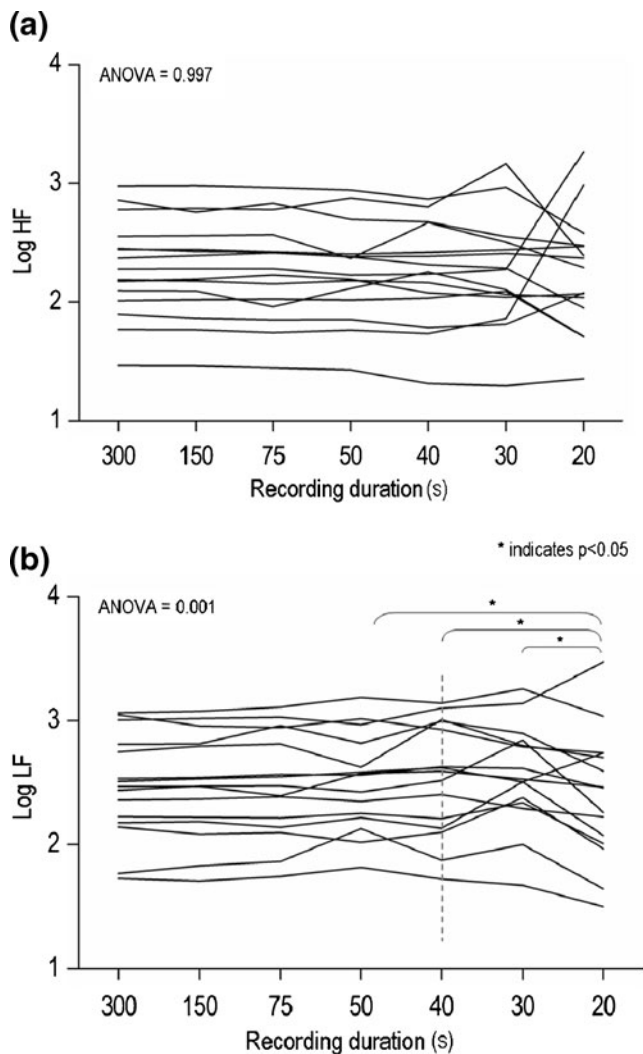 (a)
4
ANOVA = 0.997
3
Log HF
2
1
300 150 75 50 40 30 20
Recording duration (s)
* indicates p<0.05
(b)
4
ANOVA = 0.001
*
*
*
3
Log LF
2
1
300 150 75 50 40 30 20
Recording duration (s)